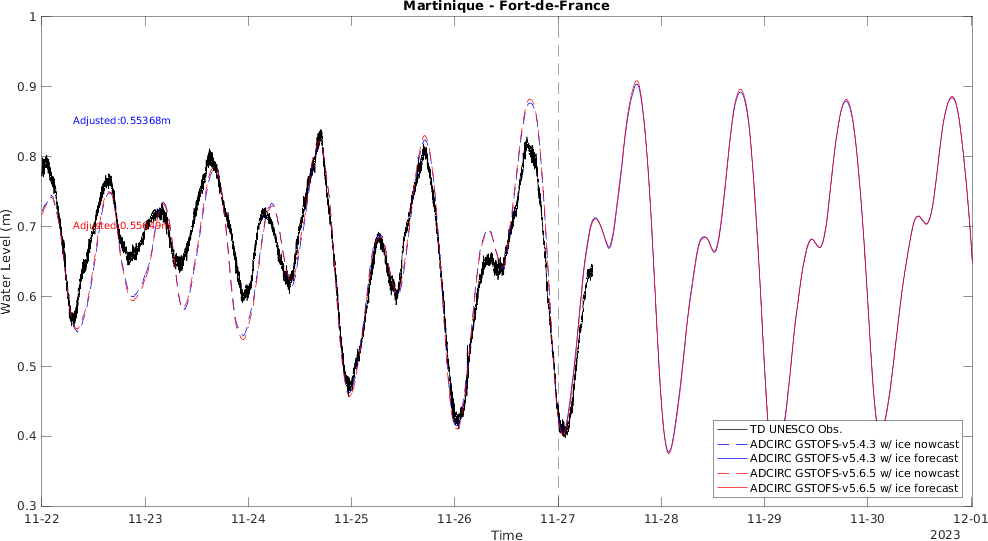 Martinique - Fort-de-France
1
0.9
0.8
0.7
0.6
0.5
0.4
0.3
Water Level (m)
Adjusted:0.55368m
TD UNESCO Obs.
ADCIRC GSTOFS-v5.4.3 w/ ice nowcast
ADCIRC GSTOFS-v5.4.3 w/ ice forecast
ADCIRC GSTOFS-v5.6.5 w/ ice nowcast
ADCIRC GSTOFS-v5.6.5 w/ ice forecast
11-22 11-23 11-24 11-25 11-26 11-27 11-28 11-29 11-30 12-01
Time
2023